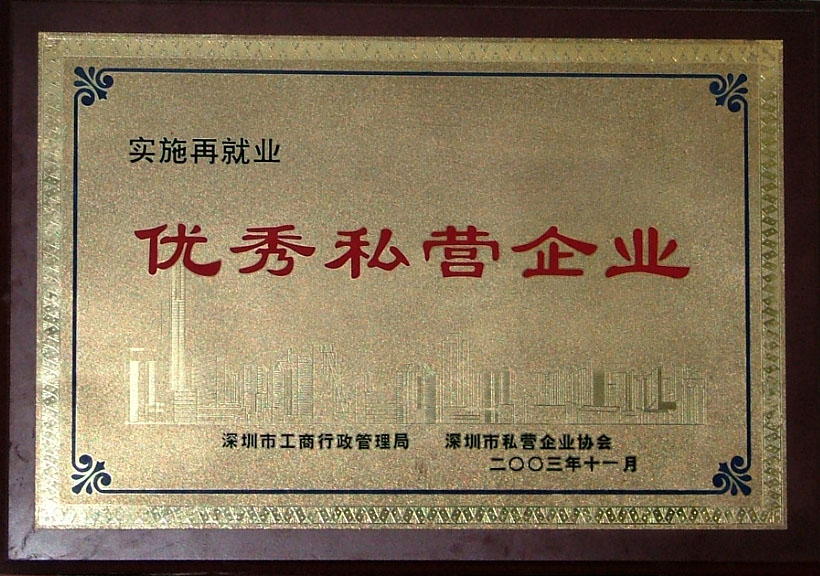 实施再就业
优秀私营企业
深圳市工商行政管理局 深圳市私营企业协会
二〇〇三年十一月